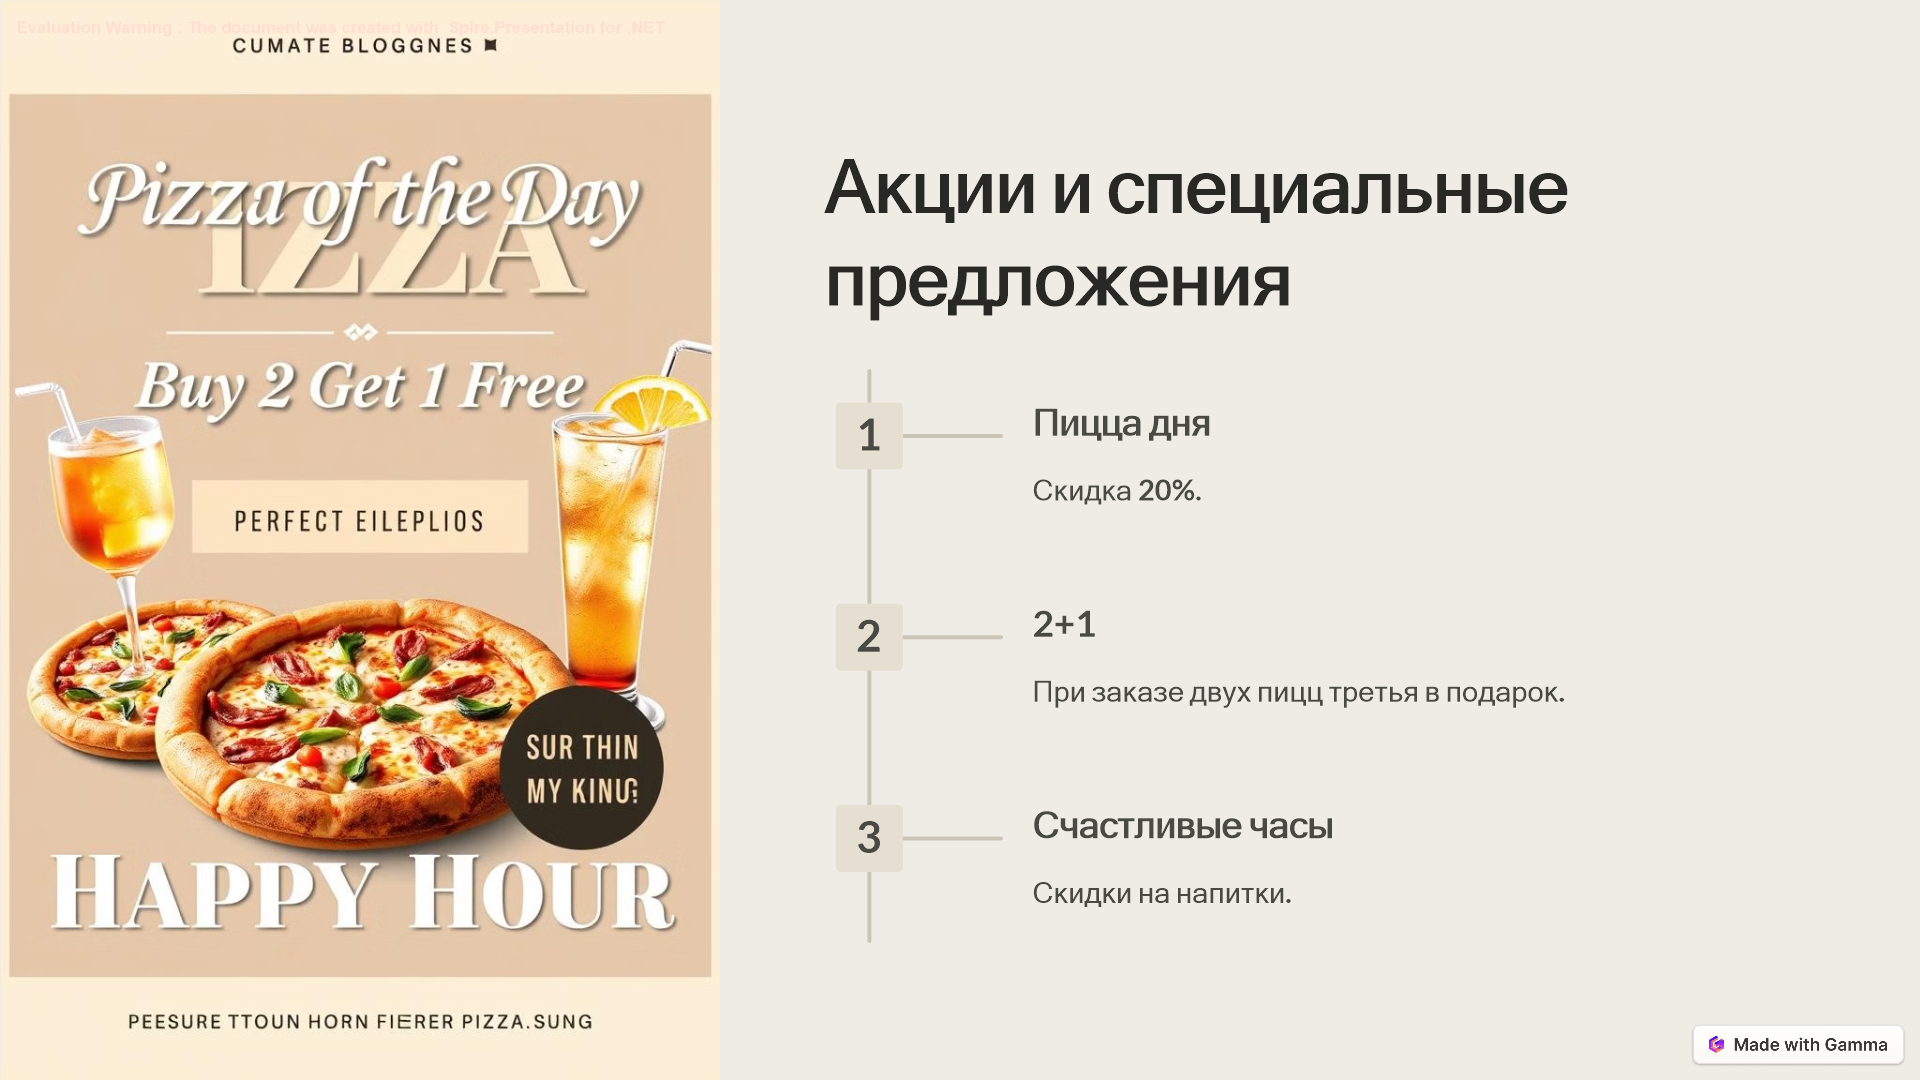 Evaluation Warning : The document was created with Spire.Presentation for .NET
CUMATE BLOGGNES
Pizza of the Day
IZZA
Buy 2 Get 1 Free
PERFECT EILEPLIOS
SUR THIN
MY KINU
HAPPY HOUR
PEESURE TTOUN HORN FIERER PIZZA.SUNG
Акции и специальные
предложения
1
Пицца дня
Скидка 20%.
2
2+1
При заказе двух пицц третья в подарок.
3
Счастливые часы
Скидки на напитки.
Made with Gamma